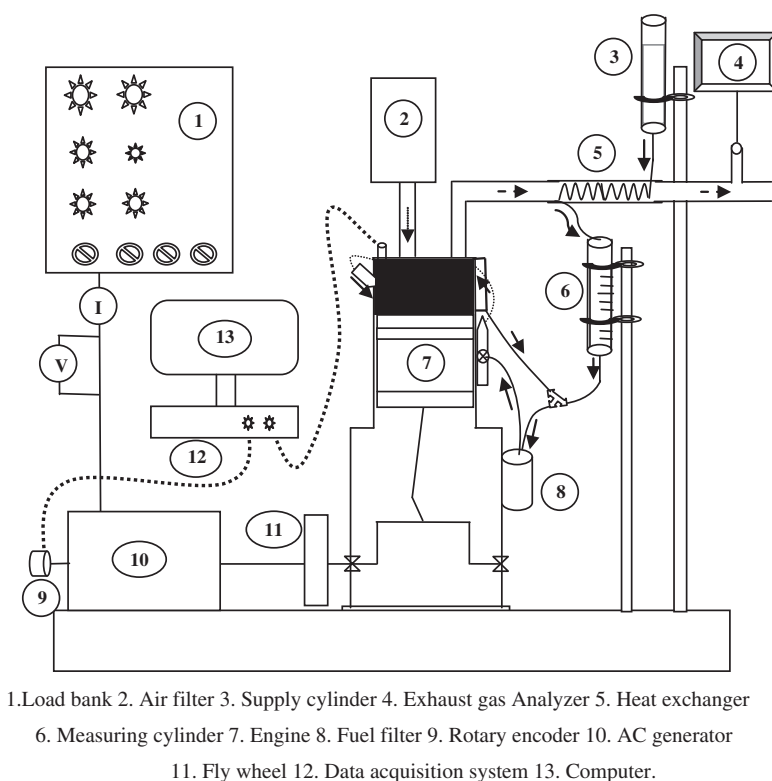 3
4
1
2
5
6
I
13
V
7
12
8
11
10
9
1.Load bank 2. Air filter 3. Supply cylinder 4. Exhaust gas Analyzer 5. Heat exchanger
6. Measuring cylinder 7. Engine 8. Fuel filter 9. Rotary encoder 10. AC generator
11. Fly wheel 12. Data acquisition system 13. Computer.